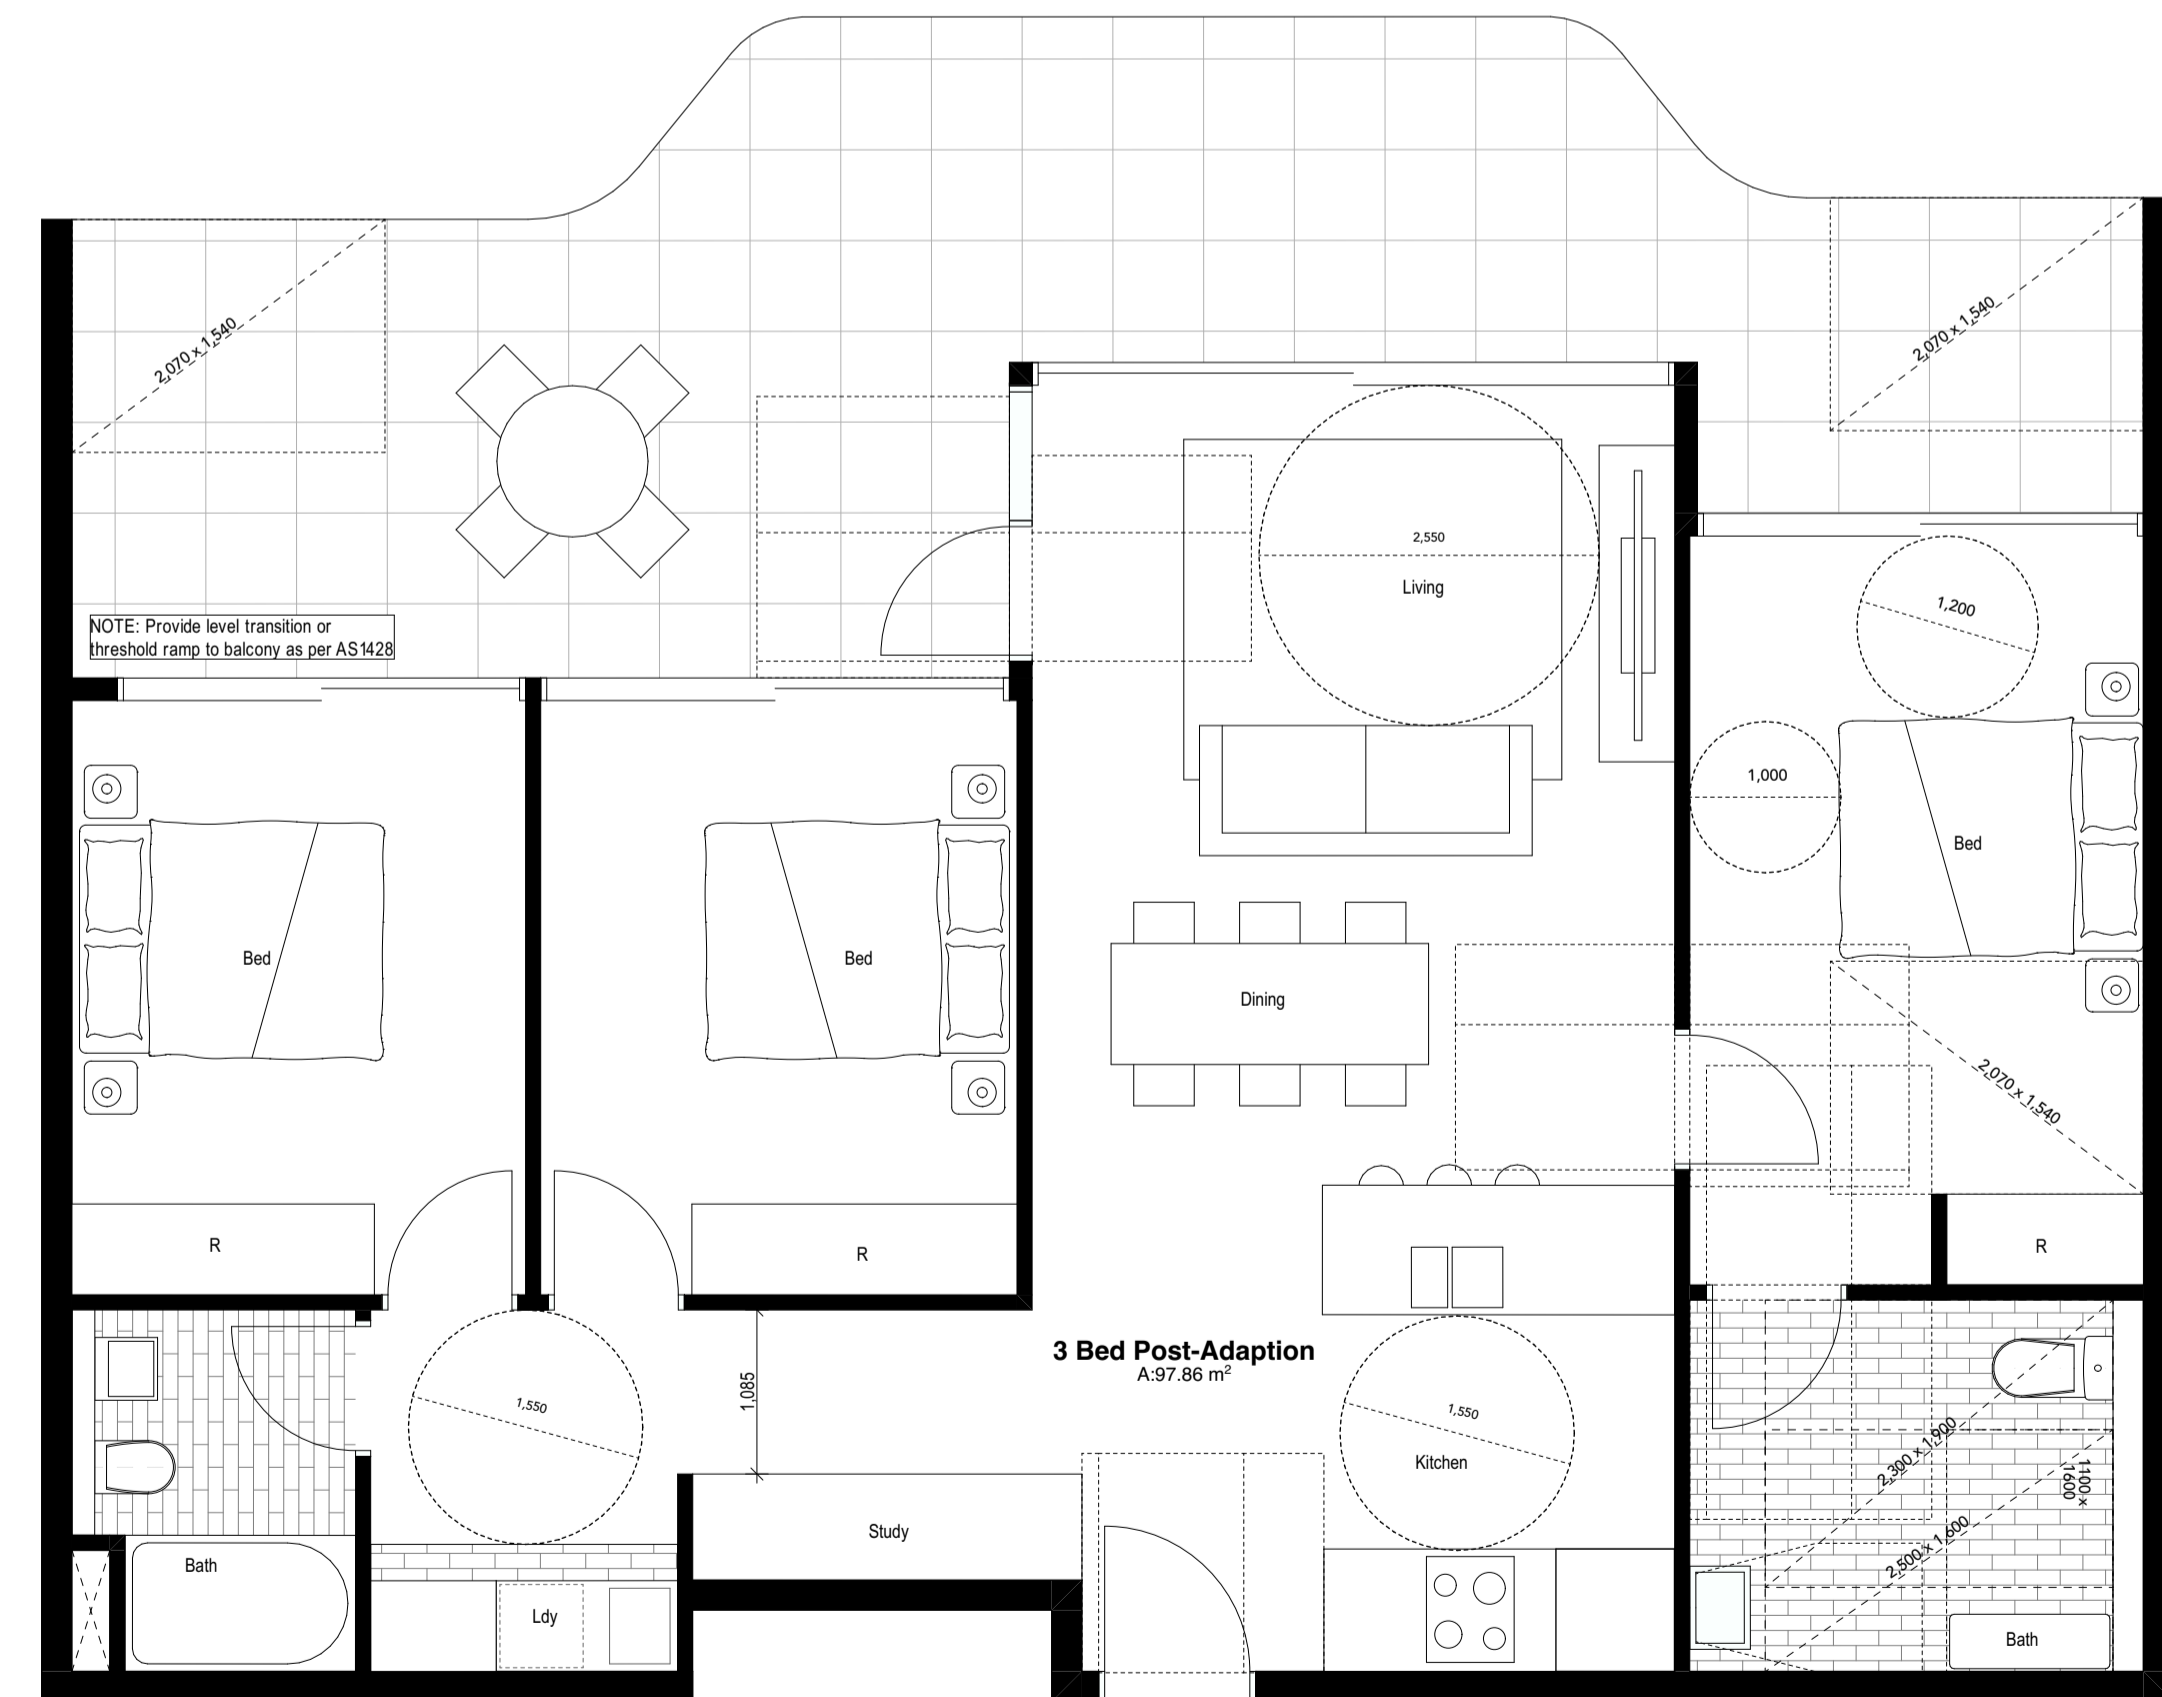 2,070 x 1,540
2,070 x 1,540
2,550
Living
1,200
NOTE: Provide level transition or
threshold ramp to balcony as per AS1428
1,000
Bed
Bed
Bed
Dining
2,070 x 1,540
R
R
R
3 Bed Post-Adaption
A:97.86 m²
1,085
1,550
1,550
Kitchen
2,300 x 1,900
1100 x
1600
Study
2,500 x 1,600
Bath
Ldy
Bath